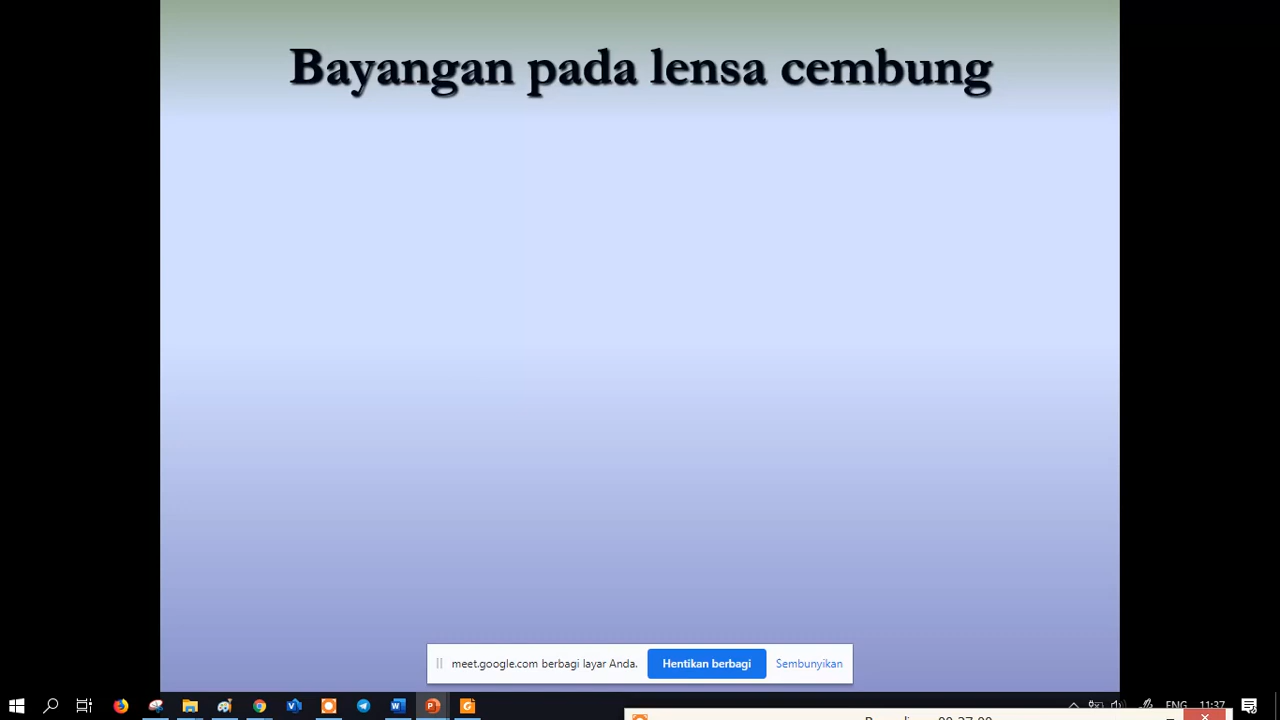 Bayangan pada lensa cembung
meet.google.com berbagi layar Anda.
Hentikan berbagi
Sembunyikan
ENG
11:37